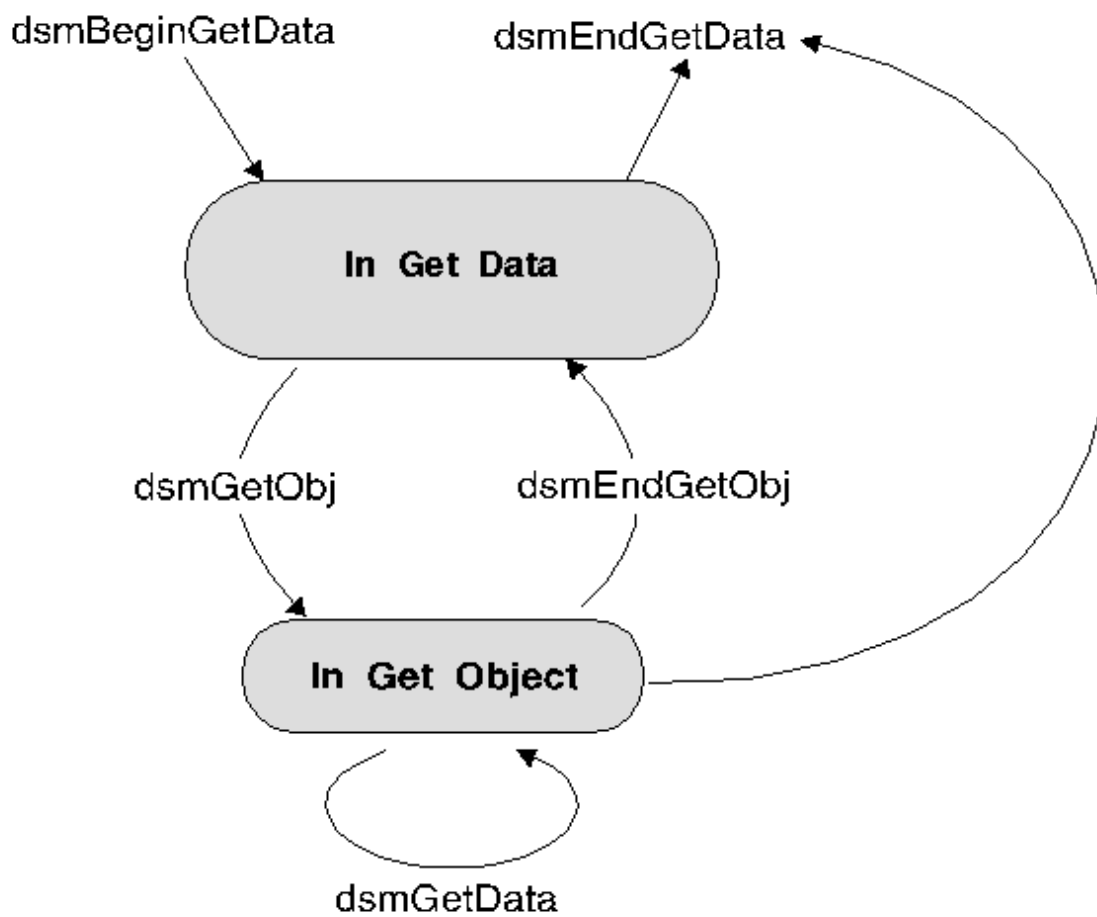 dsmBeginGetData
dsmEndGetData
In Get Data
dsmGetObj
dsmEndGetObj
In Get Object
dsmGetData